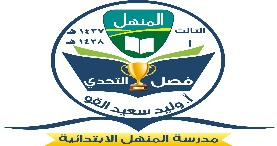 المنهل
الثالث
١
١٤٣٧ هـ
١٤٣٨ هـ
فصل التحدي
أ. وليد سعيد القو
مدرسة المنهل الابتدائية